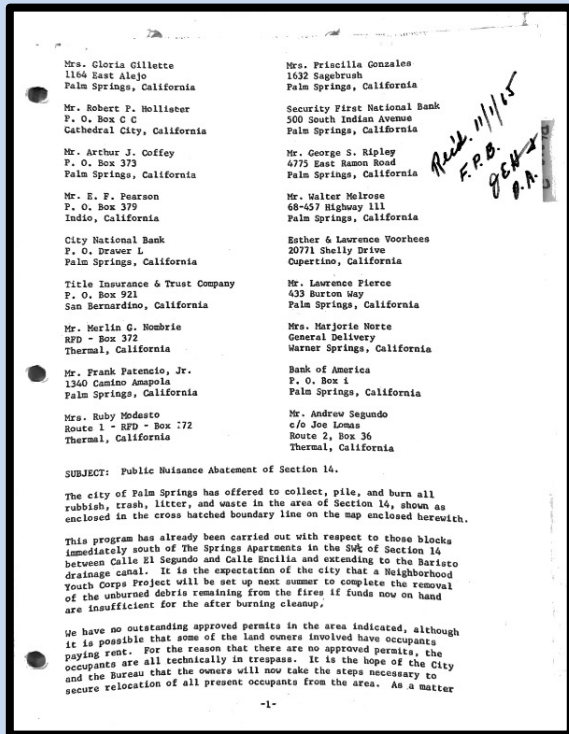 Mrs. Gloria Gillette
1164 East Alejo
Palm Springs, California
Mr. Robert P. Hollister
P. O. Box C C
Cathedral City, California
Mr. Arthur J. Coffey
P. O. Box 373
Palm Springs, California
Mr. E. F. Pearson
P. O. Box 379
Indio, California
City National Bank
P. O. Drawer L
Palm Springs, California
Title Insurance & Trust Company
P. O. Box 921
San Bernardino, California
Mr. Merlin G. Nombrie
RFD - Box 372
Thermal, California
Mr. Frank Patencio, Jr.
1340 Camino Amapola
Palm Springs, California
Mrs. Ruby Modesto
Route 1 - RFD - Box :72
Thermal, California
Mrs. Priscilla Gonzales
1632 Sagebrush
Palm Springs, California
Security First National Bank
500 South Indian Avenue
Palm Springs, California
Mr. George S. Ripley
4775 East Ramon Road
Palm Springs, California
Mr. Walter Melrose
68-457 Highway 111
Palm Springs, California
Esther & Lawrence Voorhees
20771 Shelly Drive
Cupertino, California
Mr. Lawrence Pierce
433 Burton Way
Palm Springs, California
Mrs. Marjorie Norte
General Delivery
Warner Springs, California
Bank of America
P. O. Box i
Palm Springs, California
Mr. Andrew Segundo
c/o Joe Lomas
Route 2, Box 36
Thermal, California
Rec'd. 11/1/65
F.P.B.
SUBJECT: Public Nuisance Abatement of Section 14.
The city of Palm Springs has offered to collect, pile, and burn all
rubbish, trash, litter, and waste in the area of Section 14, shown as
enclosed in the cross hatched boundary line on the map enclosed herewith.
This program has already been carried out with respect to those blocks
immediately south of The Springs Apartments in the SW¼ of Section 14
between Calle El Segundo and Calle Encilia and extending to the Baristo
drainage canal. It is the expectation of the city that a Neighborhood
Youth Corps Project will be set up next summer to complete the removal
of the unburned debris remaining from the fires if funds now on hand
are insufficient for the after burning cleanup.
We have no outstanding approved permits in the area indicated, although
it is possible that some of the land owners involved have occupants
paying rent. For the reason that there are no approved permits, the
occupants are all technically in trespass. It is the hope of the City
and the Bureau that the owners will now take the steps necessary to
secure relocation of all present occupants from the area. As a matter
-1-